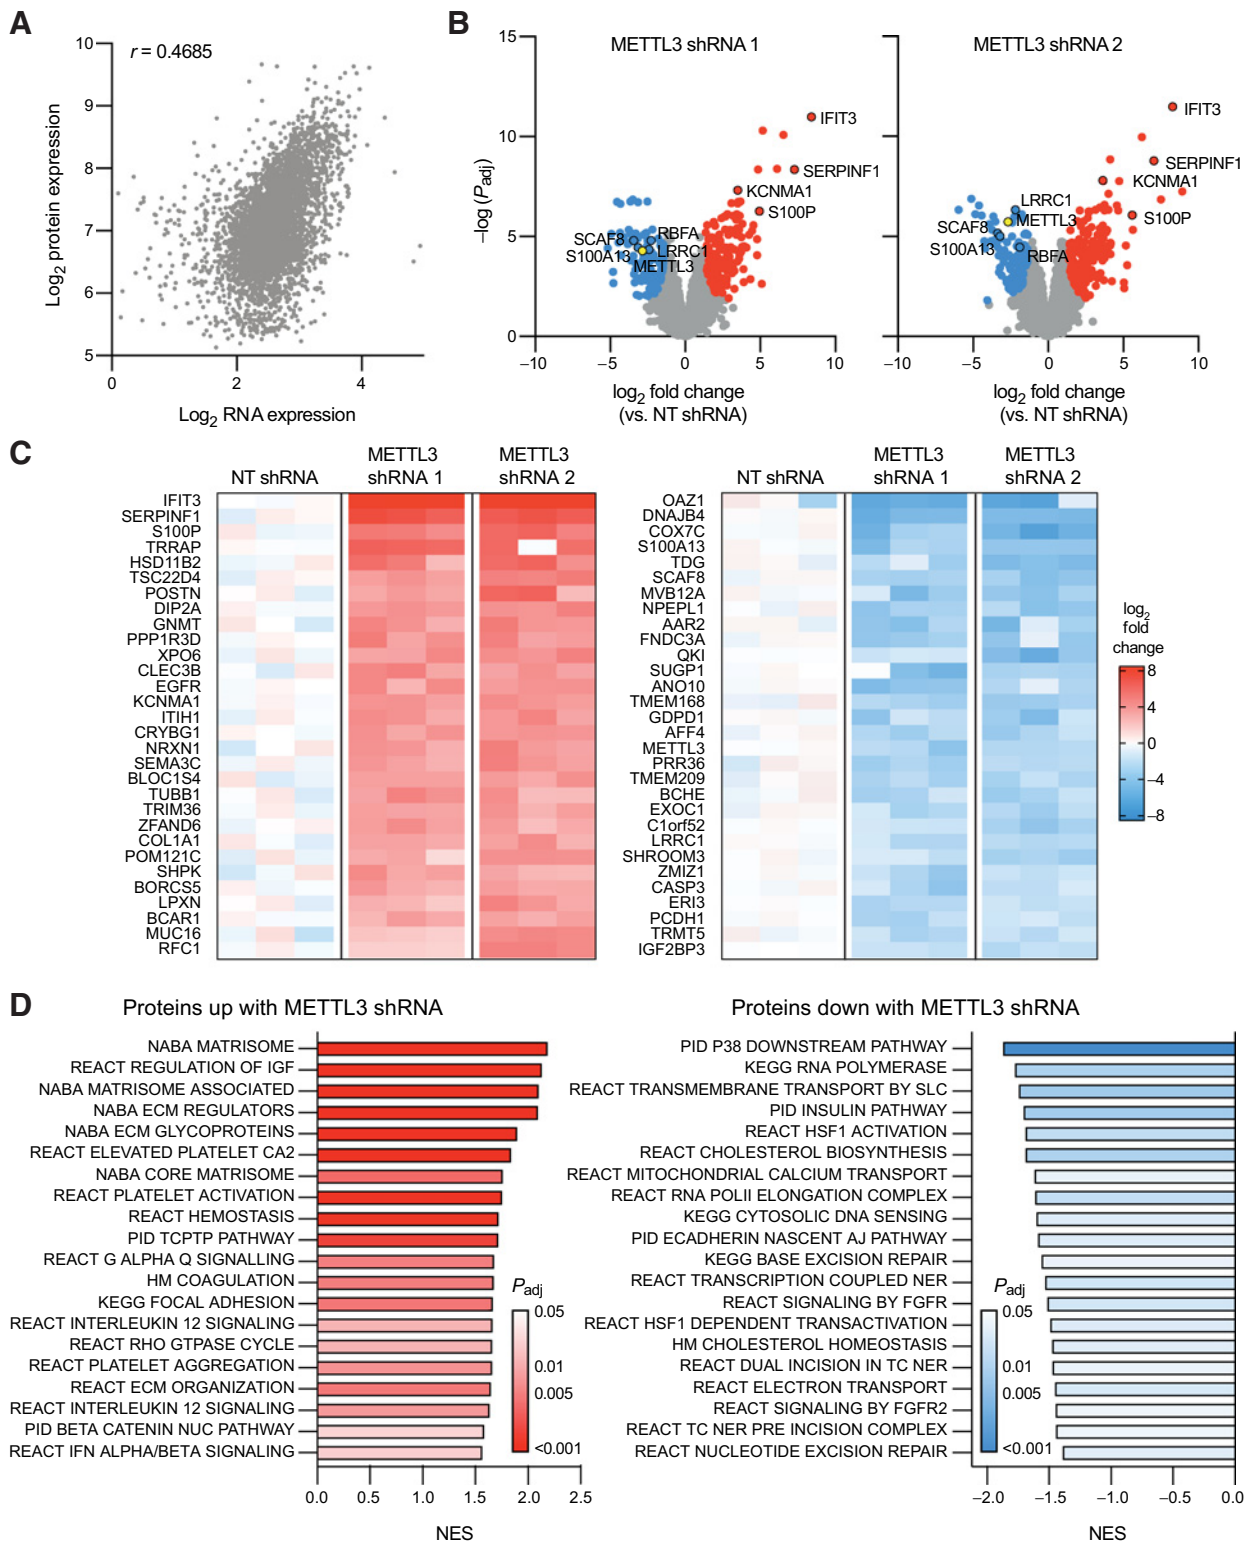 A
r = 0.4685
10
9
8
7
6
5
0
2
4
Log2 protein expression
Log2 RNA expression
B
METTL3 shRNA 1
METTL3 shRNA 2
15
10
5
0
−log (Padj)
IFIT3
SERPINF1
KCNMA1
S100P
SCAF8
RBFA
S100A13
LRRC1
METTL3
−10
−5
0
5
10
log2 fold change
(vs. NT shRNA)
IFIT3
SERPINF1
KCNMA1
S100P
LRRC1
METTL3
SCAF8
S100A13
RBFA
−10
−5
0
5
10
log2 fold change
(vs. NT shRNA)
C
NT shRNA
METTL3
shRNA 1
METTL3
shRNA 2
IFIT3
SERPINF1
S100P
TRRAP
HSD11B2
TSC22D4
POSTN
DIP2A
GNMT
PPP1R3D
XPO6
CLEC3B
EGFR
KCNMA1
ITIH1
CRYBG1
NRXN1
SEMA3C
BLOC1S4
TUBB1
TRIM36
ZFAND6
COL1A1
POM121C
SHPK
BORCS5
LPXN
BCAR1
MUC16
RFC1
NT shRNA
METTL3
shRNA 1
METTL3
shRNA 2
OAZ1
DNAJB4
COX7C
S100A13
TDG
SCAF8
MVB12A
NPEPL1
AAR2
FNDC3A
QKI
SUGP1
ANO10
TMEM168
GDPD1
AFF4
METTL3
PRR36
TMEM209
BCHE
EXOC1
C1orf52
LRRC1
SHROOM3
ZMIZ1
CASP3
ERI3
PCDH1
TRMT5
IGF2BP3
log2
fold
change
8
4
0
−4
−8
D
Proteins up with METTL3 shRNA
NABA MATRISOME
REACT REGULATION OF IGF
NABA MATRISOME ASSOCIATED
NABA ECM REGULATORS
NABA ECM GLYCOPROTEINS
REACT ELEVATED PLATELET CA2
NABA CORE MATRISOME
REACT PLATELET ACTIVATION
REACT HEMOSTASIS
PID TCPTP PATHWAY
REACT G ALPHA Q SIGNALLING
HM COAGULATION
KEGG FOCAL ADHESION
REACT INTERLEUKIN 12 SIGNALING
REACT RHO GTPASE CYCLE
REACT PLATELET AGGREGATION
REACT ECM ORGANIZATION
REACT INTERLEUKIN 12 SIGNALING
PID BETA CATENIN NUC PATHWAY
REACT IFN ALPHA/BETA SIGNALING
Padj
0.05
0.01
0.005
<0.001
0.0
0.5
1.0
1.5
2.0
2.5
NES
Proteins down with METTL3 shRNA
PID P38 DOWNSTREAM PATHWAY
KEGG RNA POLYMERASE
REACT TRANSMEMBRANE TRANSPORT BY SLC
PID INSULIN PATHWAY
REACT HSF1 ACTIVATION
REACT CHOLESTEROL BIOSYNTHESIS
REACT MITOCHONDRIAL CALCIUM TRANSPORT
REACT RNA POLII ELONGATION COMPLEX
KEGG CYTOSOLIC DNA SENSING
PID ECADHERIN NASCENT AJ PATHWAY
KEGG BASE EXCISION REPAIR
REACT TRANSCRIPTION COUPLED NER
REACT SIGNALING BY FGFR
REACT HSF1 DEPENDENT TRANSACTIVATION
HM CHOLESTEROL HOMEOSTASIS
REACT DUAL INCISION IN TC NER
REACT ELECTRON TRANSPORT
REACT SIGNALING BY FGFR2
REACT TC NER PRE INCISION COMPLEX
REACT NUCLEOTIDE EXCISION REPAIR
Padj
0.05
0.01
0.005
<0.001
−2.0
−1.5
−1.0
−0.5
0.0
NES